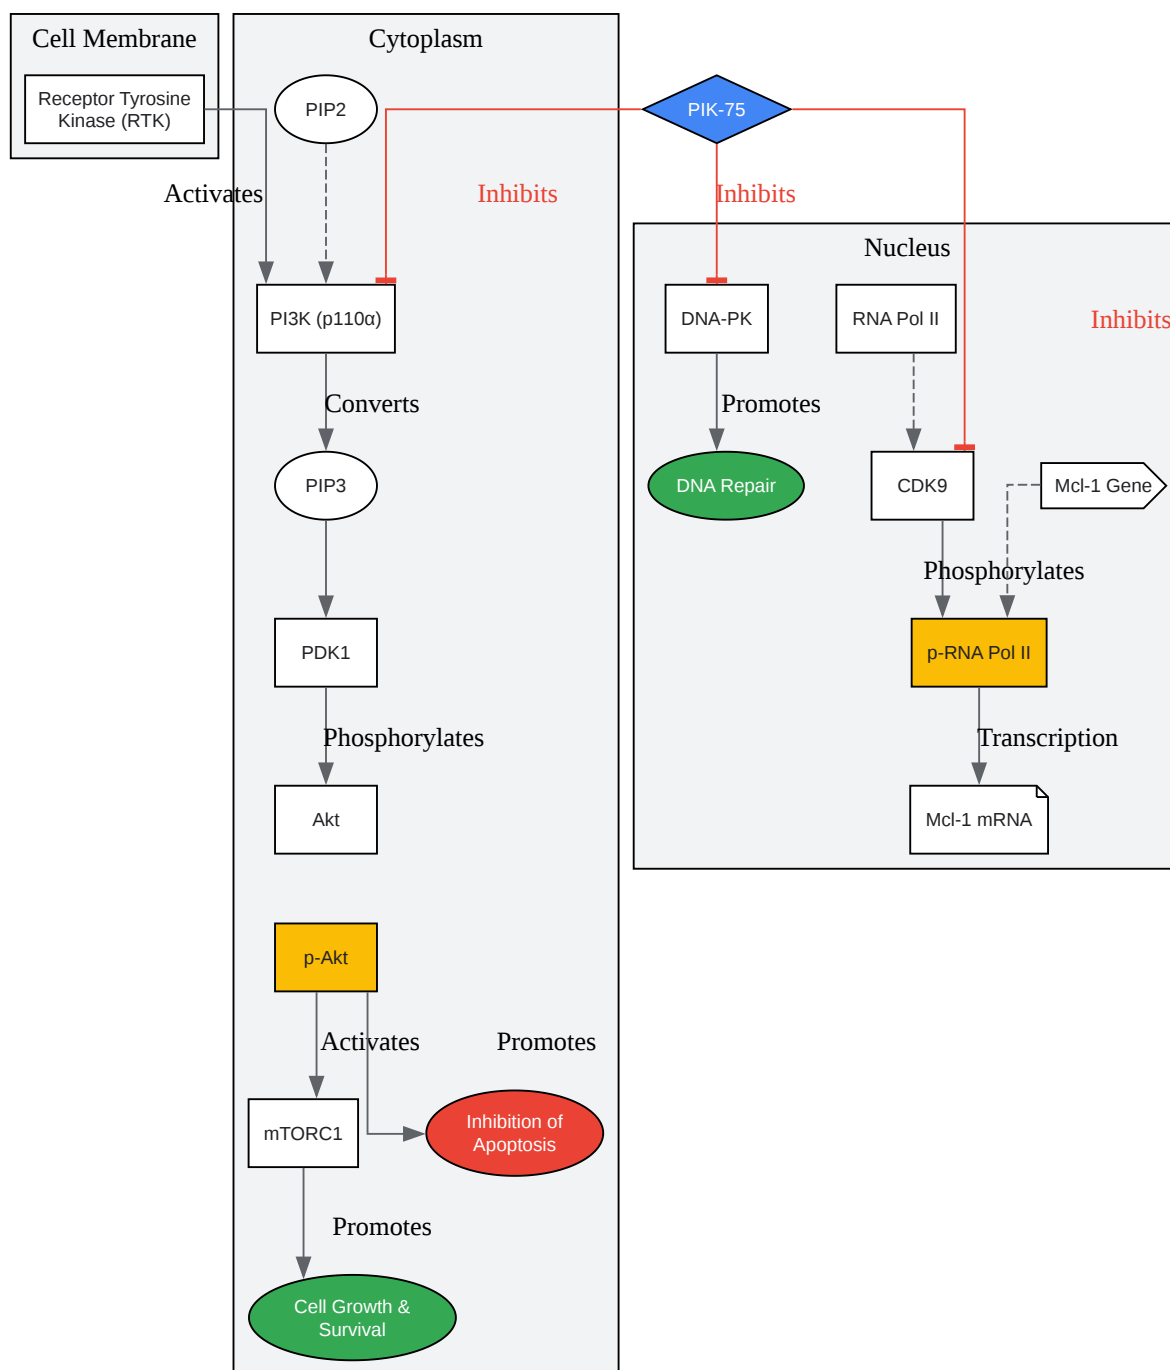 Cell Membrane
Cytoplasm
Receptor Tyrosine
Kinase (RTK)
PIP2
PIK-75
Activates
Inhibits
Inhibits
Nucleus
PI3K (p110α)
DNA-PK
RNA Pol II
Inhibits
Converts
Promotes
PIP3
DNA Repair
CDK9
Mcl-1 Gene
Phosphorylates
PDK1
p-RNA Pol II
Phosphorylates
Transcription
Akt
Mcl-1 mRNA
p-Akt
Activates
Promotes
mTORC1
Inhibition of
Apoptosis
Promotes
Cell Growth &
Survival